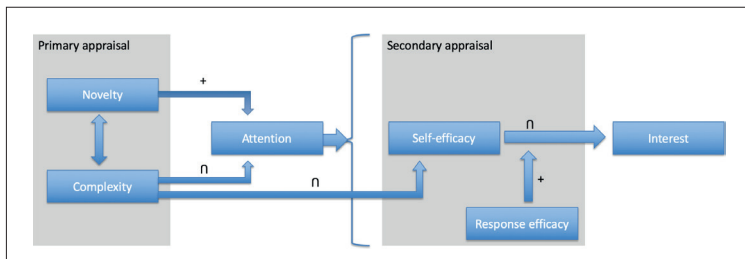 Primary appraisal
Secondary appraisal
Novelty
+
Attention
Self-efficacy
∩
Interest
Complexity
∩
∩
+
Response efficacy